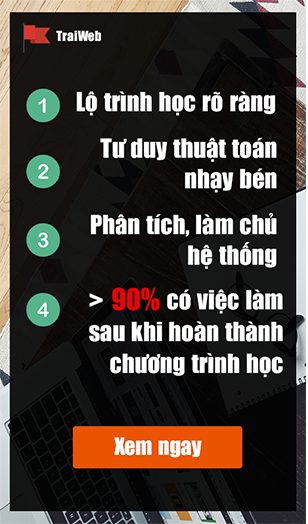 TraiWeb
1 Lộ trình học rõ ràng
2 Tư duy thuật toán
nhạy bén
3 Phân tích, làm chủ
hệ thống
4 > 90% có việc làm
sau khi hoàn thành
chương trình học
Xem ngay